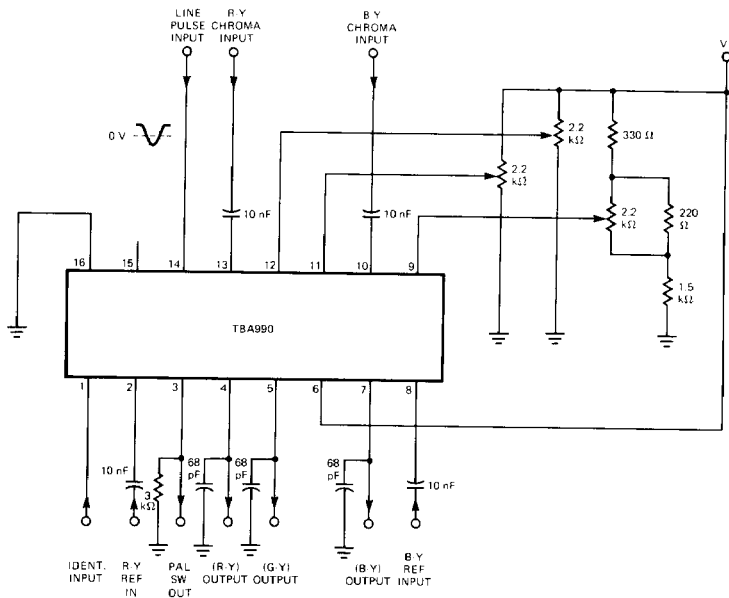 LINE PULSE INPUT
R-Y CHROMA INPUT
B-Y CHROMA INPUT
V
0 V
2.2 kΩ
330 Ω
2.2 kΩ
10 nF
10 nF
2.2 kΩ
220 Ω
16 15 14 13 12 11 10 9
1.5 kΩ
TBA990
1 2 3 4 5 6 7 8
10 nF
3 kΩ
68 pF
68 pF
68 pF
10 nF
IDENT. INPUT
R-Y REF IN
PAL SW OUT
(R-Y) OUTPUT
(G-Y) OUTPUT
(B-Y) OUTPUT
B-Y REF INPUT